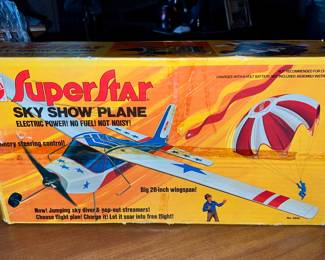 SuperStar
SKY SHOW PLANE
ELECTRIC POWER! NO FUEL! NOT NOISY!
steering control!
Big 28-inch wingspan!
Now! Jumping sky diver & pop-out streamers!
Choose flight plan! Charge it! Let it soar into free flight!